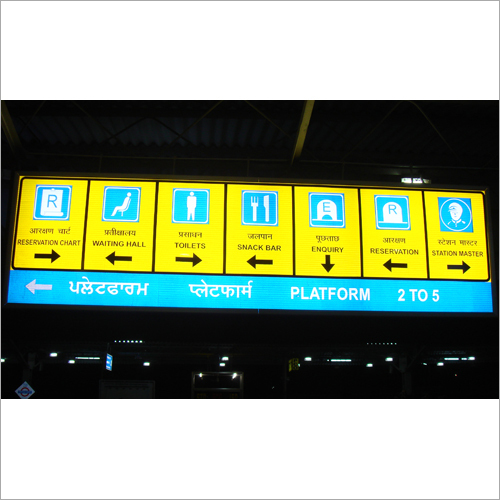 R
आरक्षण चार्ट
RESERVATION CHART
प्रतीक्षालय
WAITING HALL
प्रसाधन
TOILETS
जलपान
SNACK BAR
E
पूछताछ
ENQUIRY
R
आरक्षण
RESERVATION
स्टेशन मास्टर
STATION MASTER
ਪਲੇਟਫਾਰਮ प्लेटफार्म PLATFORM 2 TO 5